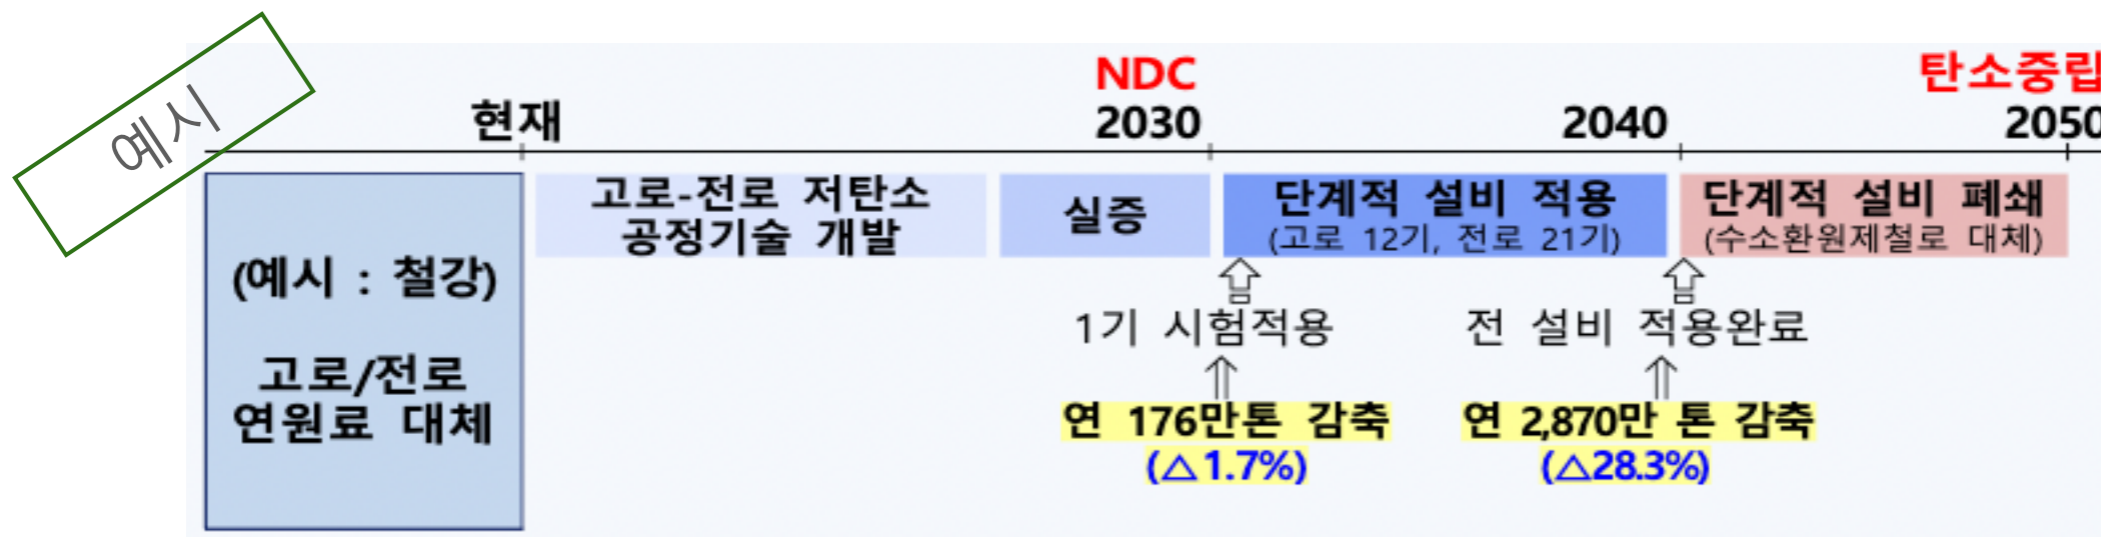 예시
NDC
탄소중립
현재
2030
2040
2050
(예시 : 철강)
고로/전로
연원료 대체
고로-전로 저탄소
공정기술 개발
실증
단계적 설비 적용
(고로 12기, 전로 21기)
단계적 설비 폐쇄
(수소환원제철로 대체)
1기 시험적용
전 설비 적용완료
연 176만톤 감축
(△1.7%)
연 2,870만 톤 감축
(△28.3%)